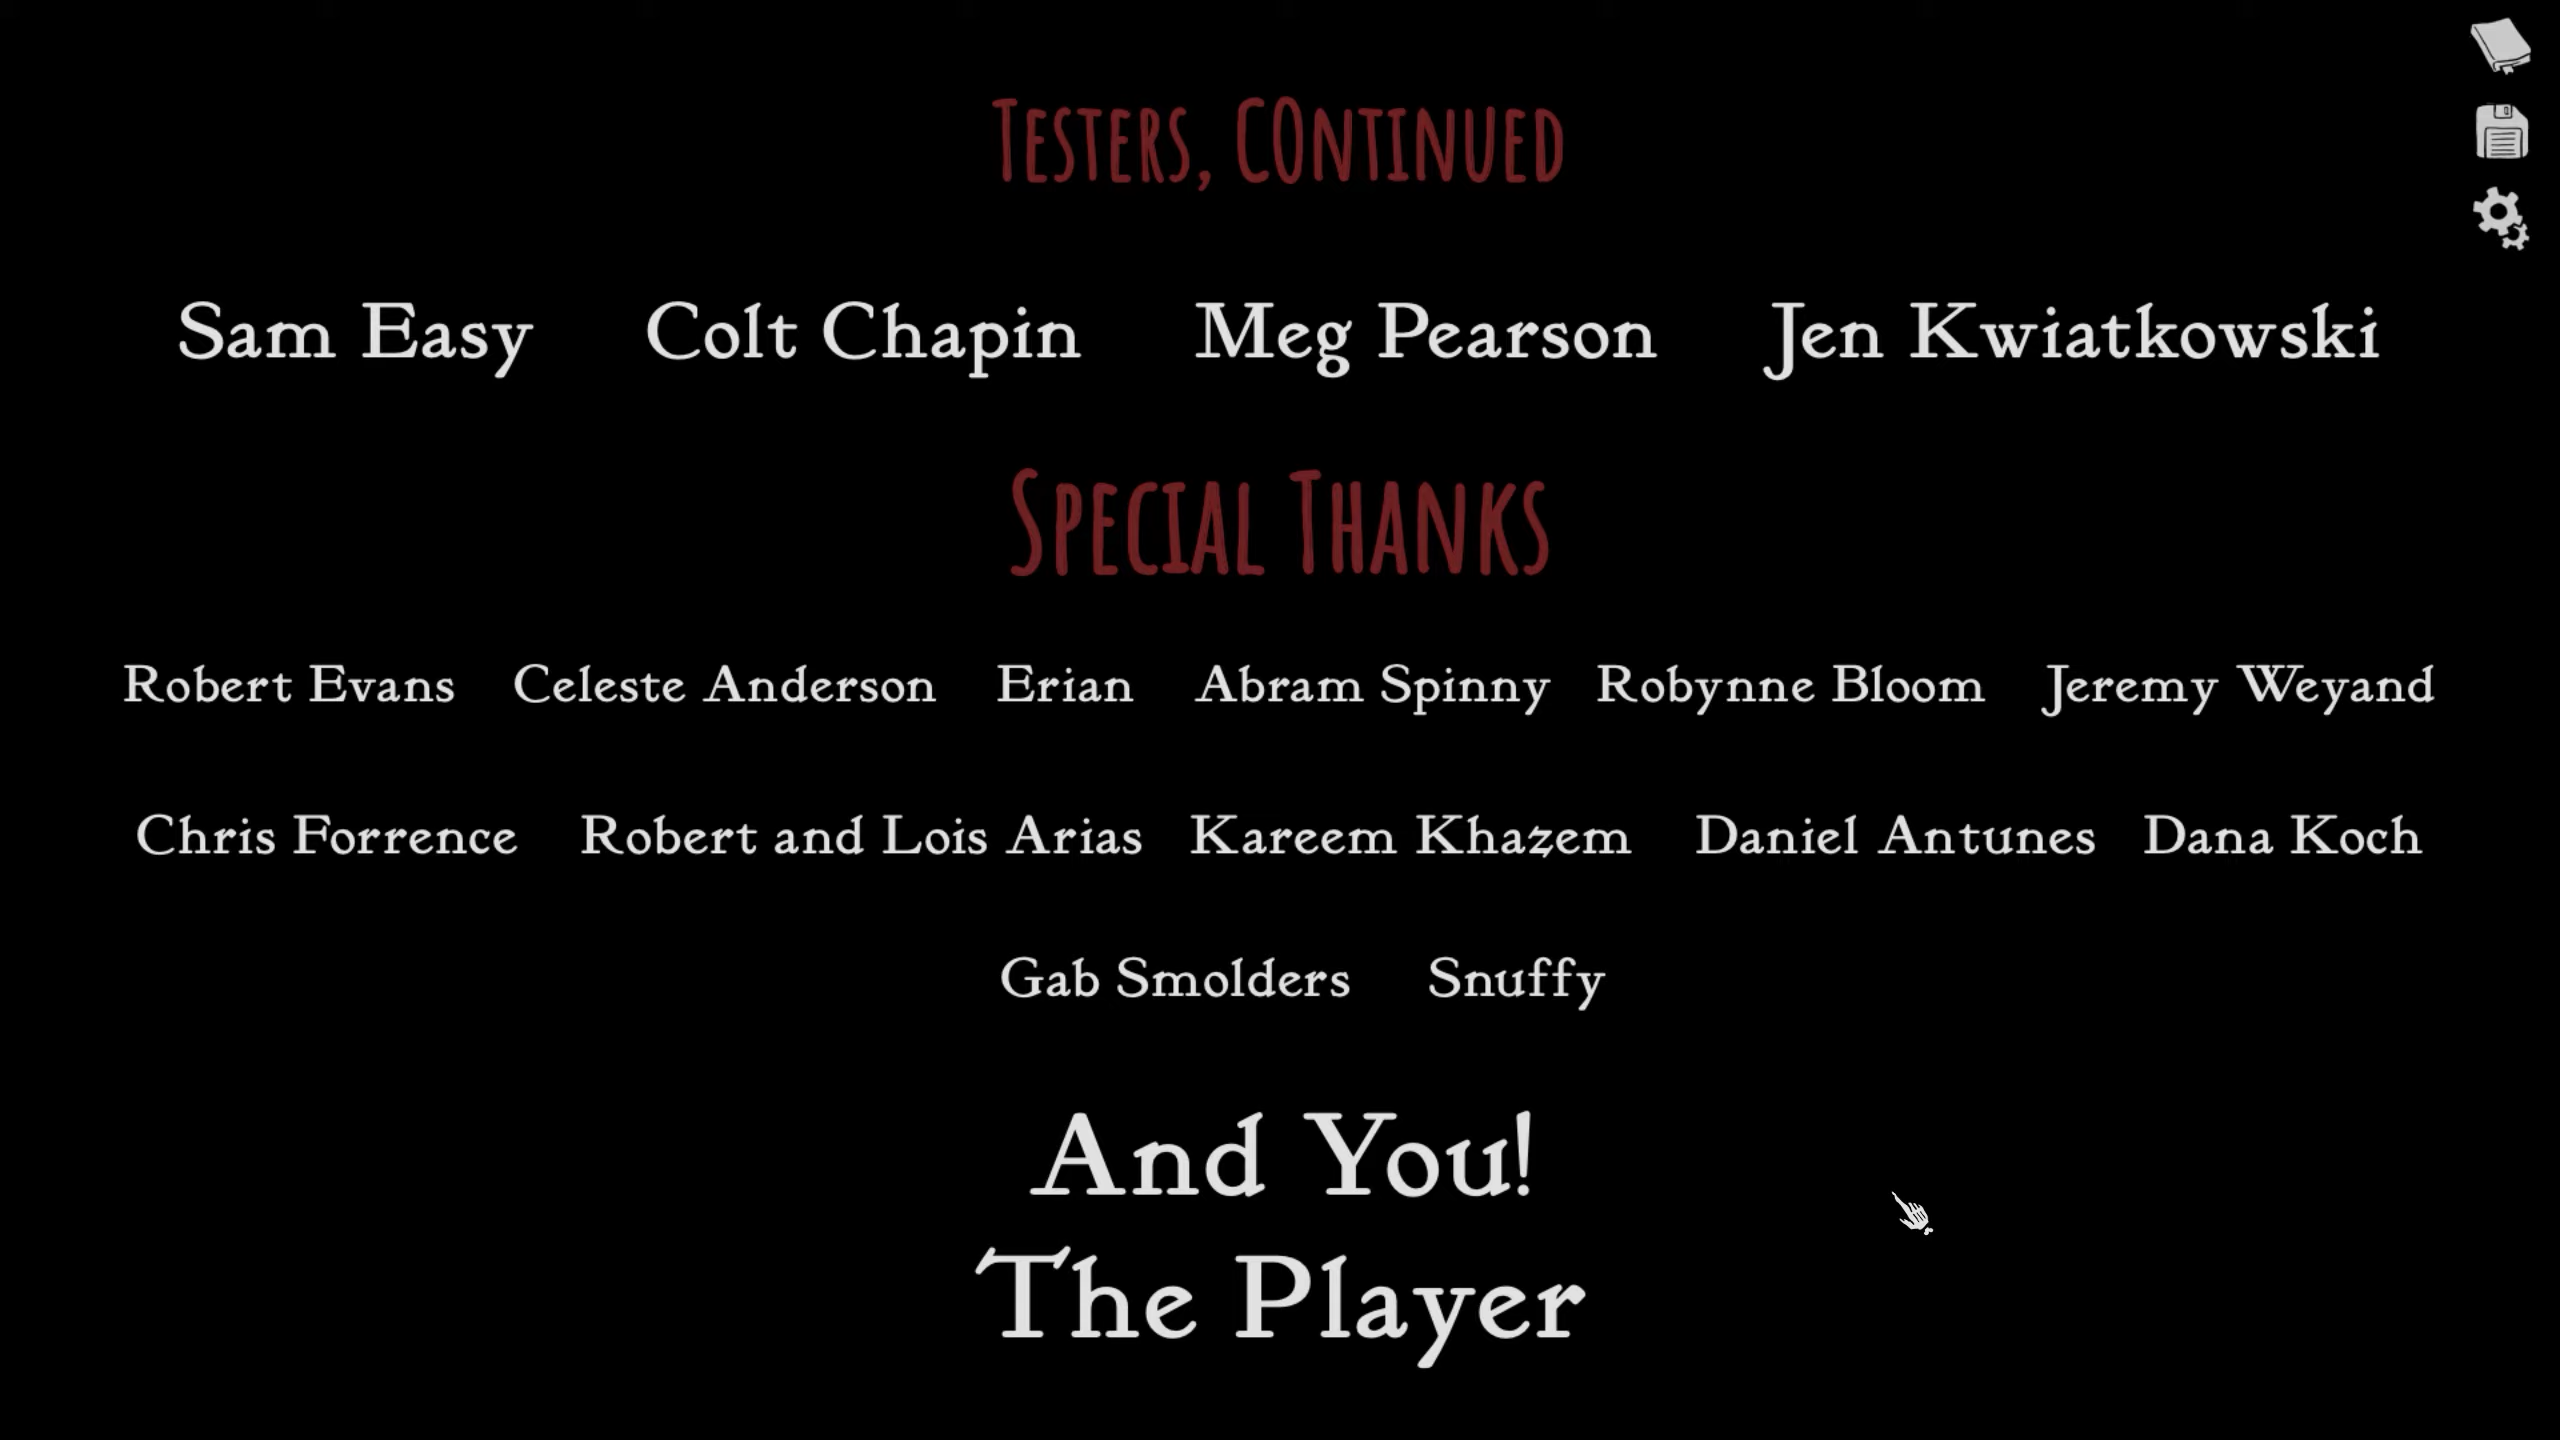 Testers, COntinued
Sam Easy Colt Chapin Meg Pearson Jen Kwiatkowski
Special Thanks
Robert Evans Celeste Anderson Erian Abram Spinny Robynne Bloom Jeremy Weyand
Chris Forrence Robert and Lois Arias Kareem Khazem Daniel Antunes Dana Koch
Gab Smolders Snuffy
And You!
The Player